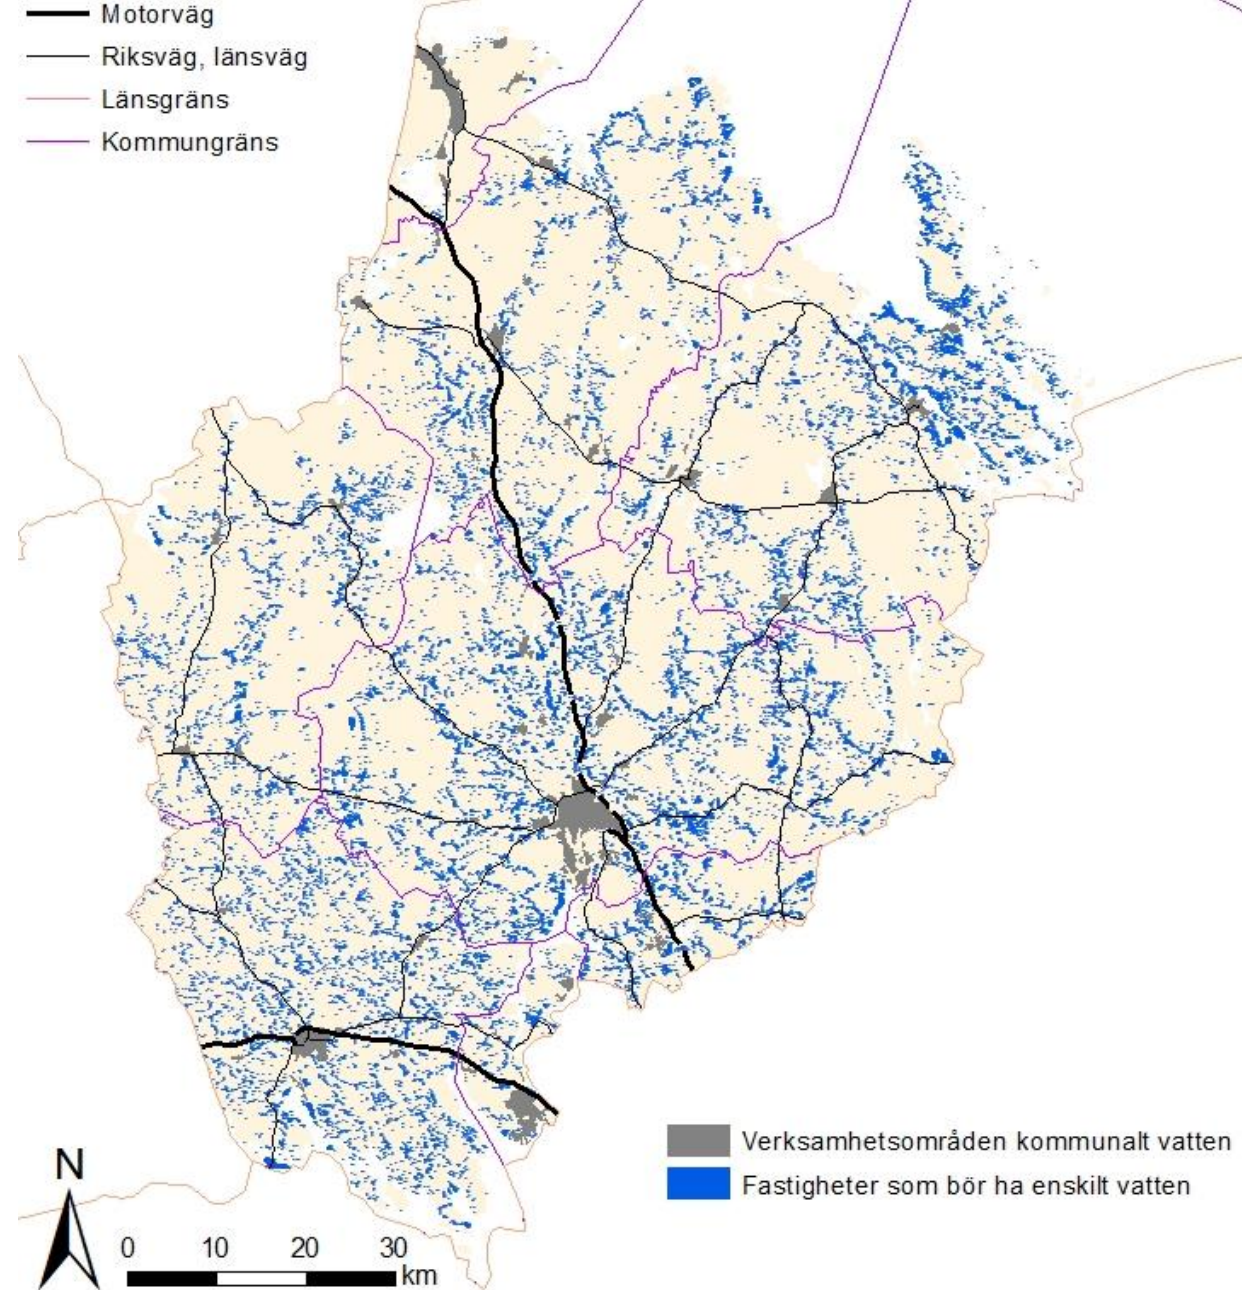 Motorväg
Riksväg, länsväg
Länsgräns
Kommungräns
Verksamhetsområden kommunalt vatten
Fastigheter som bör ha enskilt vatten
N
0 10 20 30
km